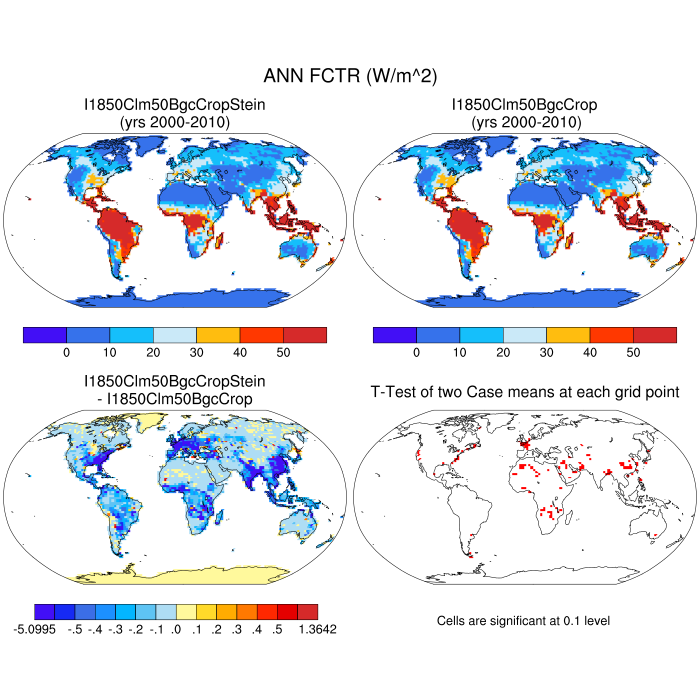 ANN FCTR (W/m^2)
I1850Clm50BgcCropStein
(yrs 2000-2010)
I1850Clm50BgcCrop
(yrs 2000-2010)
0 10 20 30 40 50
0 10 20 30 40 50
I1850Clm50BgcCropStein
- I1850Clm50BgcCrop
T-Test of two Case means at each grid point
-5.0995 -.5 -.4 -.3 -.2 -.1 .0 .1 .2 .3 .4 .5 1.3642
Cells are significant at 0.1 level